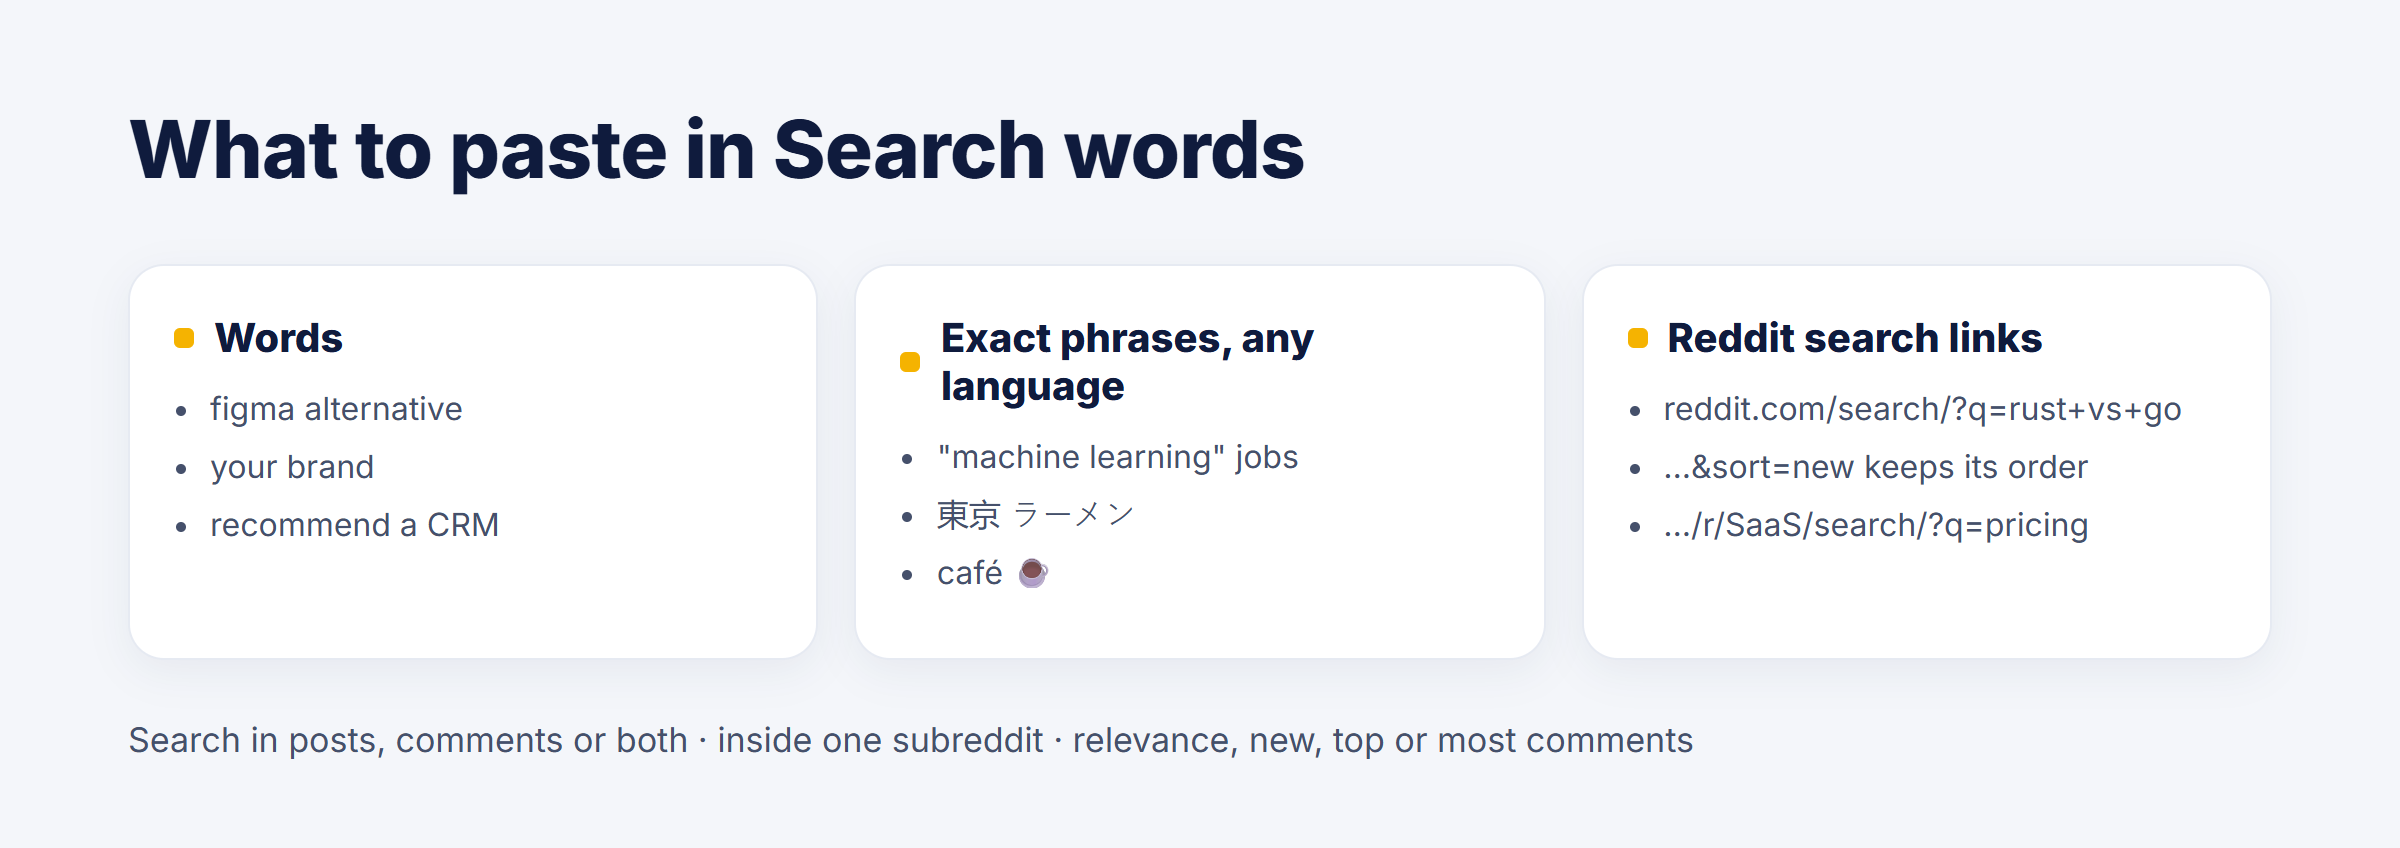 What to paste in Search words
Words
figma alternative
your brand
recommend a CRM
Exact phrases, any
language
"machine learning" jobs
東京 ラーメン
café ☕
Reddit search links
reddit.com/search/?q=rust+vs+go
...&sort=new keeps its order
.../r/SaaS/search/?q=pricing
Search in posts, comments or both · inside one subreddit · relevance, new, top or most comments